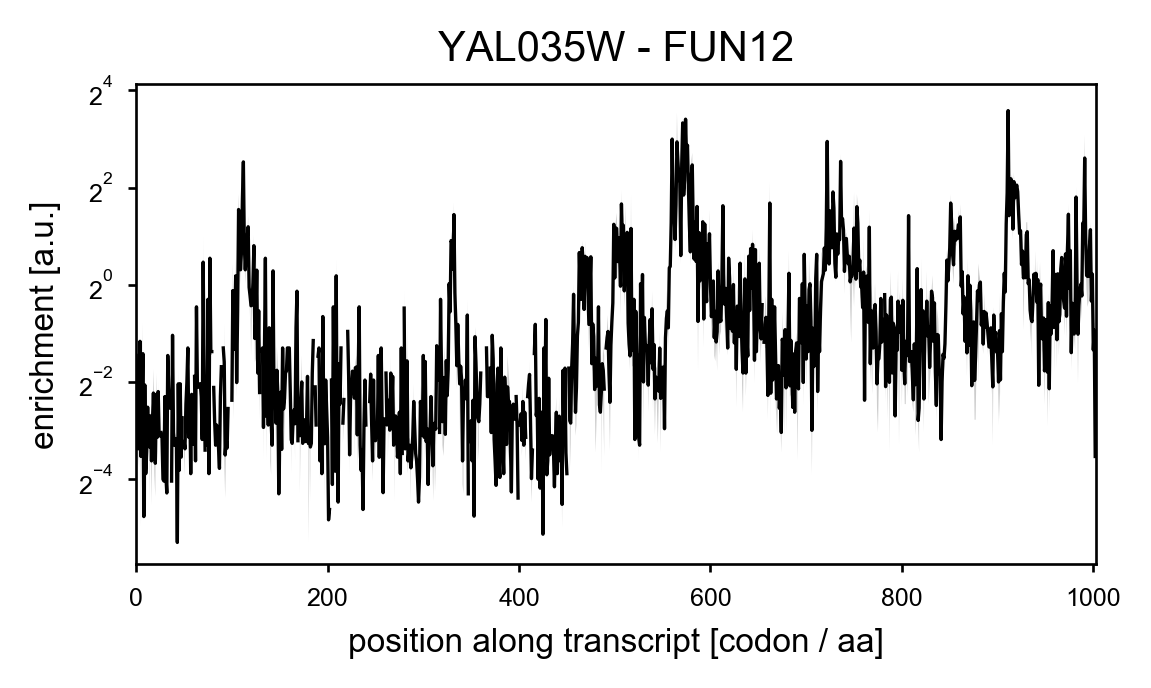 YAL035W - FUN12
2^4
2^2
2^0
2^−2
2^−4
enrichment [a.u.]
0 200 400 600 800 1000
position along transcript [codon / aa]